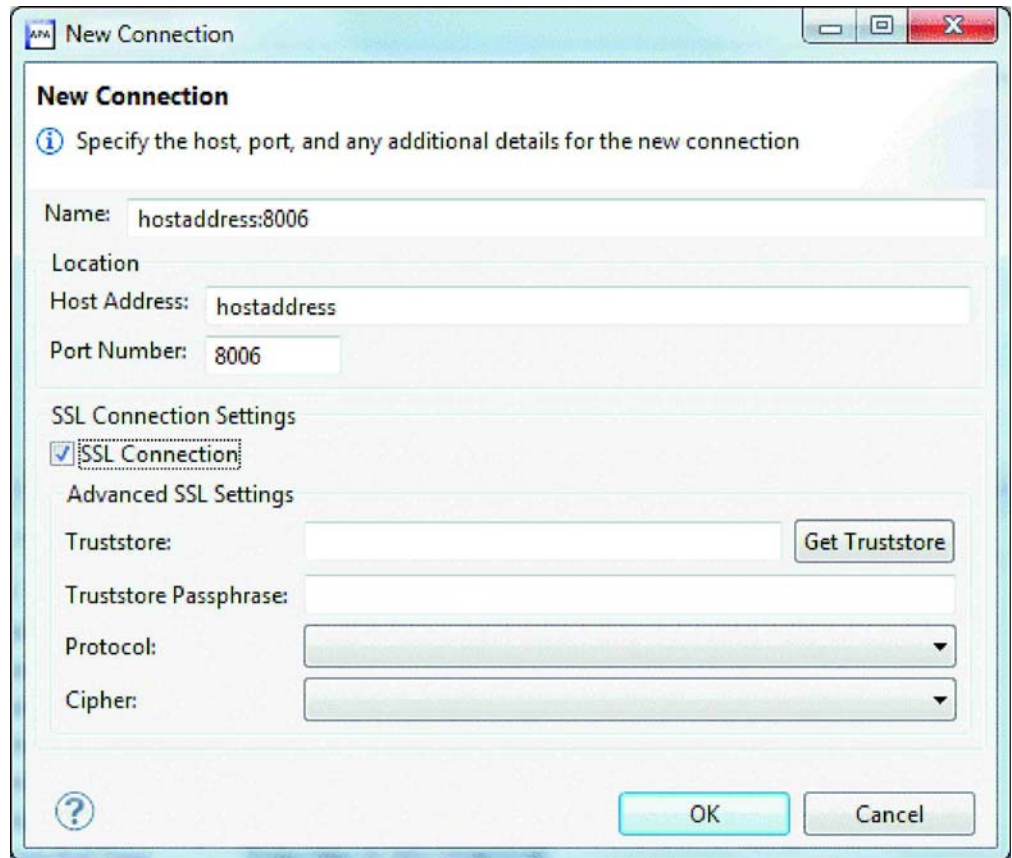 APA New Connection
New Connection
Specify the host, port, and any additional details for the new connection
Name: hostaddress:8006
Location
Host Address: hostaddress
Port Number: 8006
SSL Connection Settings
SSL Connection
Advanced SSL Settings
Truststore: Get Truststore
Truststore Passphrase:
Protocol:
Cipher:
? OK Cancel